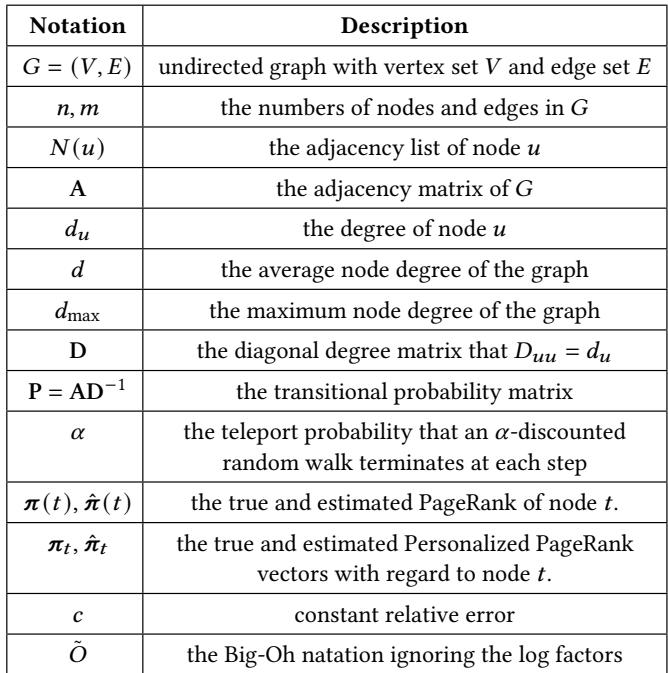 Notation Description
G = (V, E) undirected graph with vertex set V and edge set E
n, m the numbers of nodes and edges in G
N(u) the adjacency list of node u
A the adjacency matrix of G
d_u the degree of node u
d the average node degree of the graph
d_max the maximum node degree of the graph
D the diagonal degree matrix that D_uu = d_u
P = AD⁻¹ the transitional probability matrix
α the teleport probability that an α-discounted
random walk terminates at each step
π(t), π̂(t) the true and estimated PageRank of node t.
π_t, π̂_t the true and estimated Personalized PageRank
vectors with regard to node t.
c constant relative error
Õ the Big-Oh natation ignoring the log factors